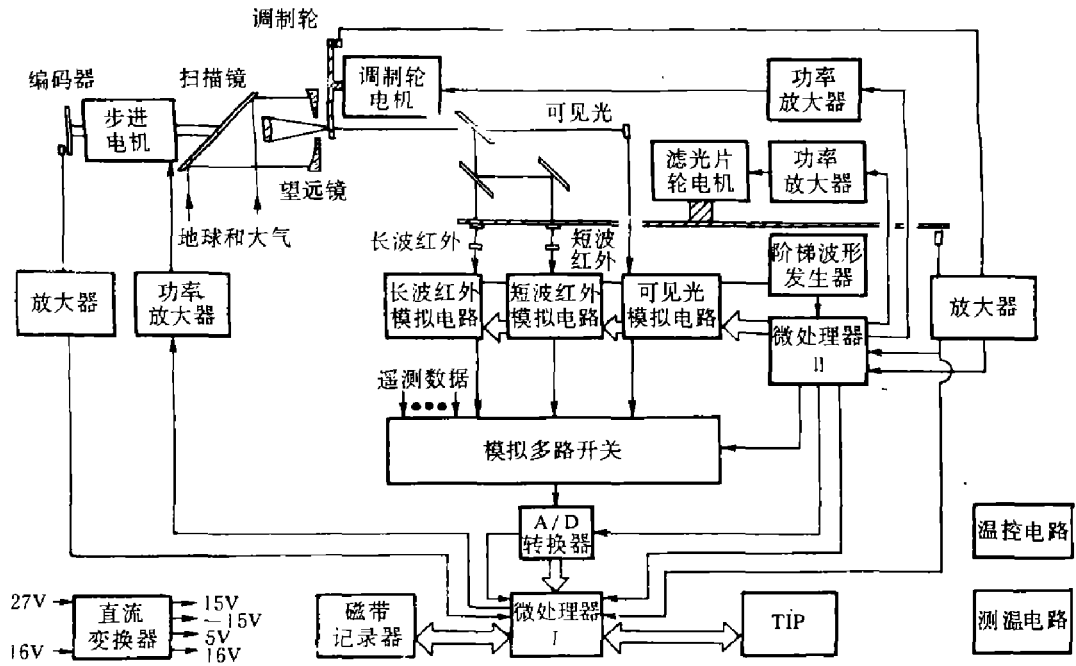 调制轮
编码器
扫描镜
步进
电机
调制轮
电机
功率
放大器
可见光
滤光片
轮电机
功率
放大器
望远镜
地球和大气
长波红外
短波
红外
放大器
功率
放大器
长波红外
模拟电路
短波红外
模拟电路
可见光
模拟电路
阶梯波形
发生器
微处理器
II
放大器
遥测数据
模拟多路开关
A/D
转换器
温控电路
27V
16V
直流
变换器
15V
-15V
5V
16V
磁带
记录器
微处理器
I
TIP
测温电路